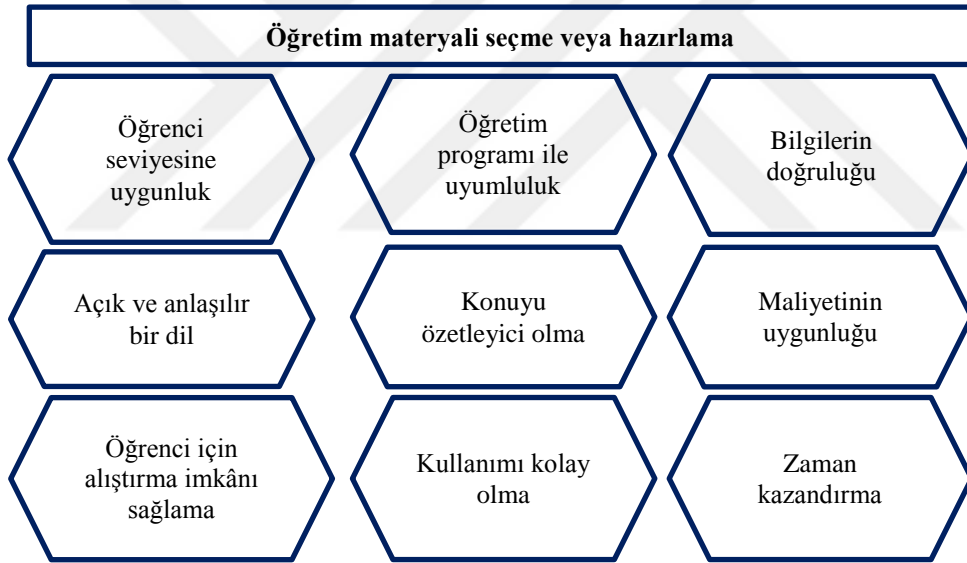 Öğretim materyali seçme veya hazırlama
Öğrenci
seviyesine
uygunluk
Öğretim
programı ile
uyumluluk
Bilgilerin
doğruluğu
Açık ve anlaşılır
bir dil
Konuyu
özetleyici olma
Maliyetinin
uygunluğu
Öğrenci için
alıştırma imkânı
sağlama
Kullanımı kolay
olma
Zaman
kazandırma